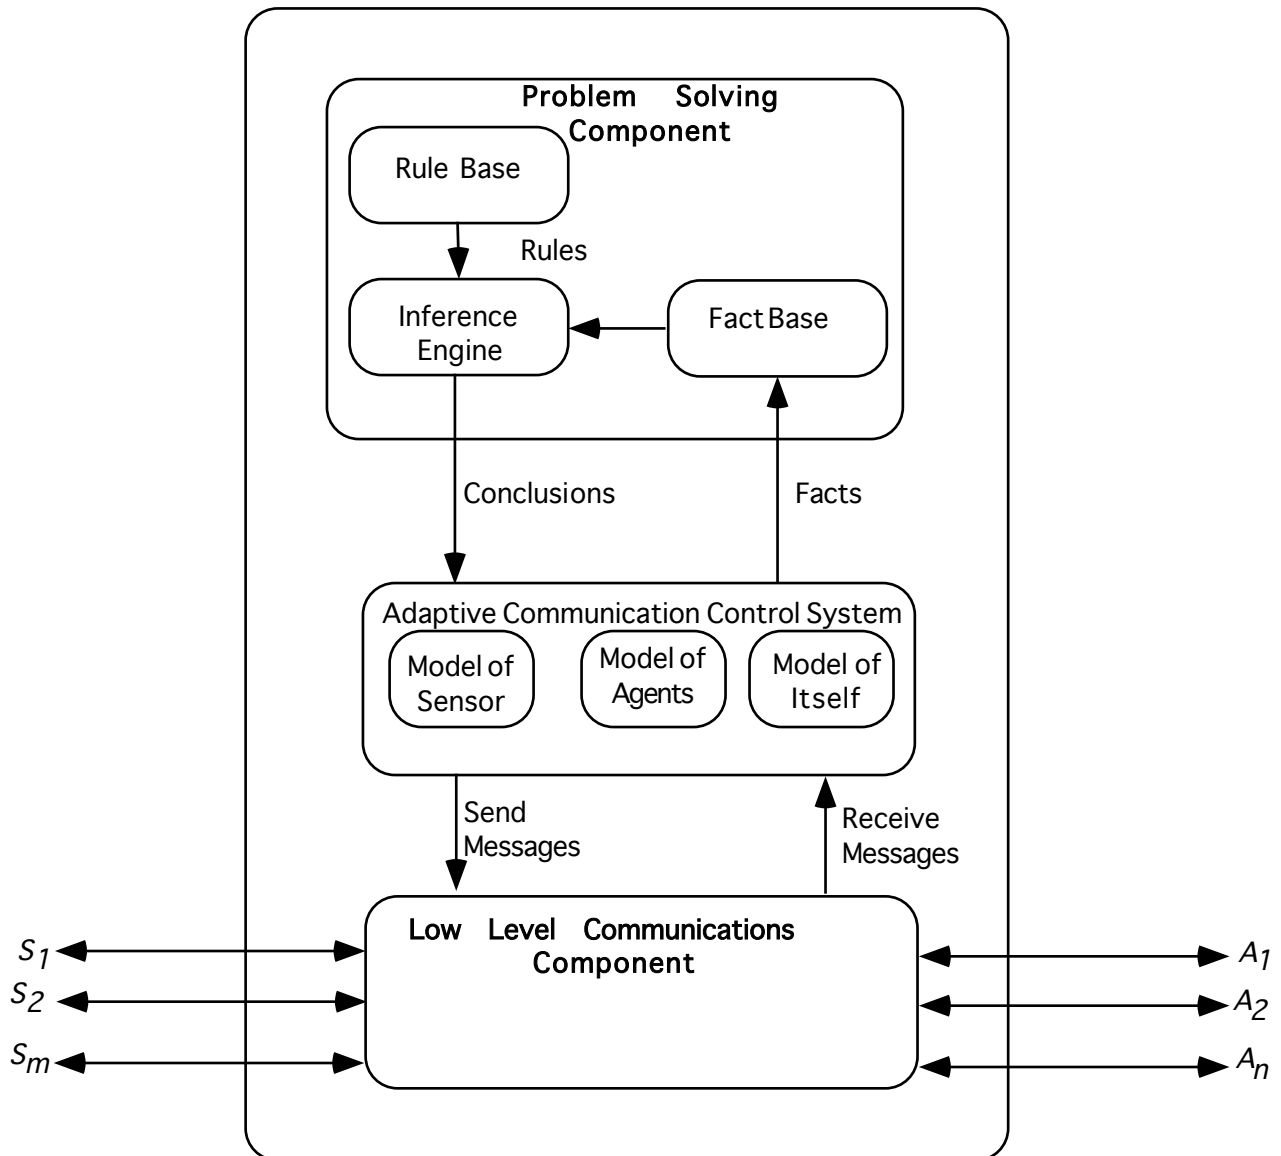 Problem Solving
Component
Rule Base
Rules
Inference
Engine
Fact Base
Conclusions
Facts
Adaptive Communication Control System
Model of
Sensor
Model of
Agents
Model of
Itself
Send
Messages
Receive
Messages
Low Level Communications
Component
S1
S2
Sm
A1
A2
An